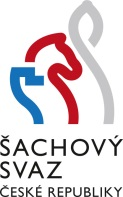 ŠACHOVÝ
SVAZ
ČESKÉ REPUBLIKY